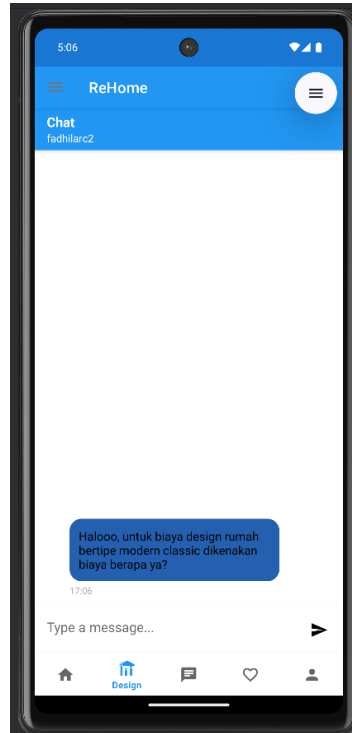 5:06
ReHome
Chat
fadhilarc2
Halooo, untuk biaya design rumah
bertipe modern classic dikenakan
biaya berapa ya?
17:06
Type a message...
Design